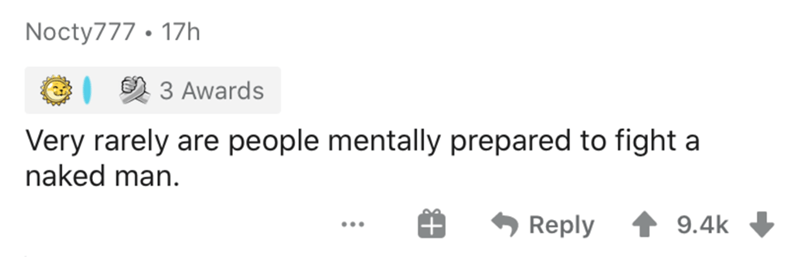 Nocty777 • 17h
3 Awards
Very rarely are people mentally prepared to fight a
naked man.
Reply 9.4k